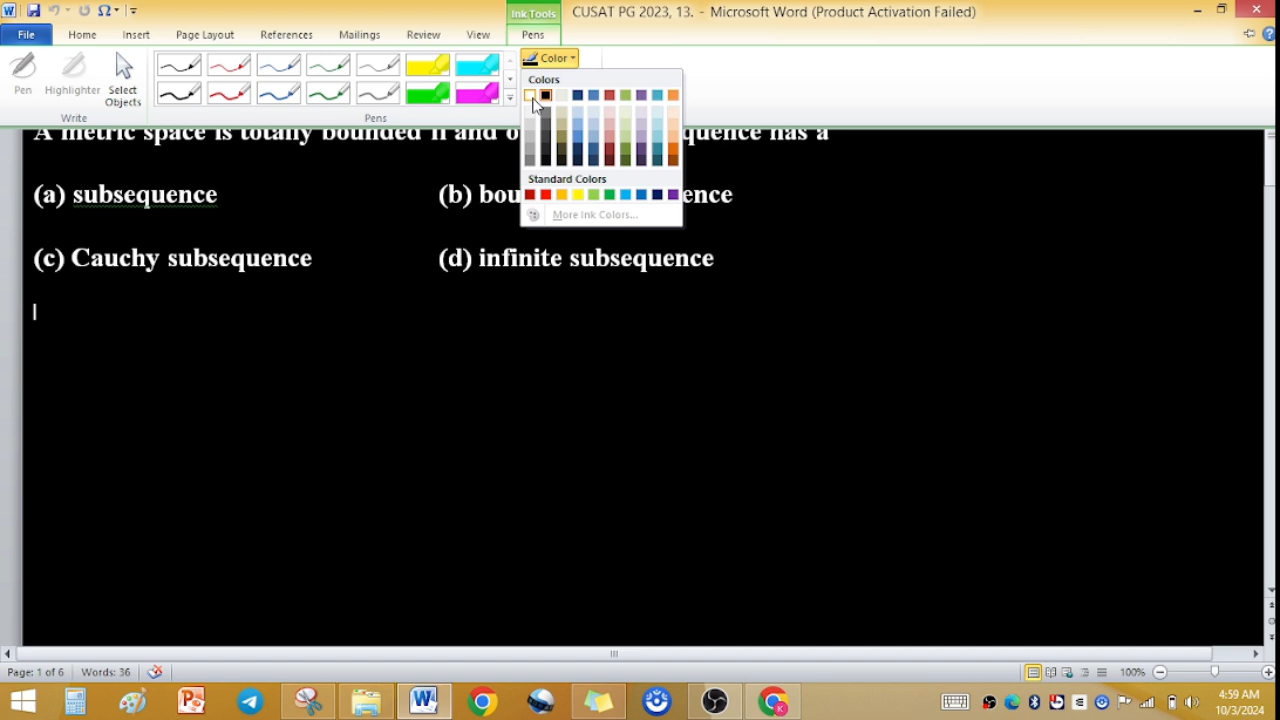 Ink Tools
CUSAT PG 2023, 13. - Microsoft Word (Product Activation Failed)
File Home Insert Page Layout References Mailings Review View Pens
Color
Pen Highlighter Select Objects
Write Pens
Colors
A metric space is totally bounded if and quence has a
(a) subsequence (b) bou ence
Standard Colors
More Ink Colors...
(c) Cauchy subsequence (d) infinite subsequence
Page: 1 of 6 Words: 36 100%
4:59 AM
10/3/2024